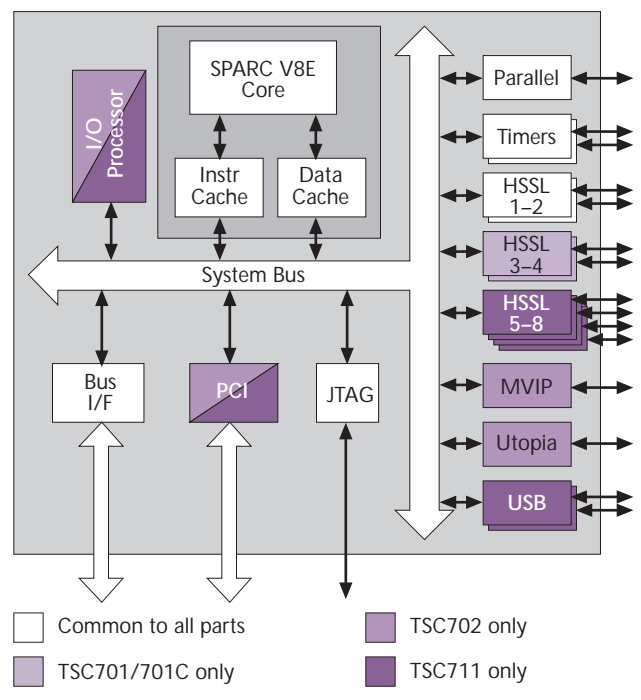 SPARC V8E
Core
I/O
Processor
Instr
Cache
Data
Cache
System Bus
Bus
I/F
PCI
JTAG
Parallel
Timers
HSSL
1–2
HSSL
3–4
HSSL
5–8
MVIP
Utopia
USB
Common to all parts
TSC701/701C only
TSC702 only
TSC711 only